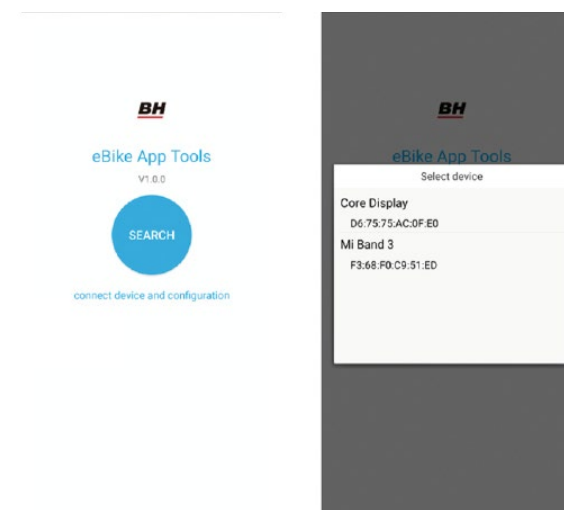 BH
eBike App Tools
V1.0.0
SEARCH
connect device and configuration
BH
eBike App Tools
Select device
Core Display
D6:75:75:AC:0F:E0
Mi Band 3
F3:68:F0:C9:51:ED